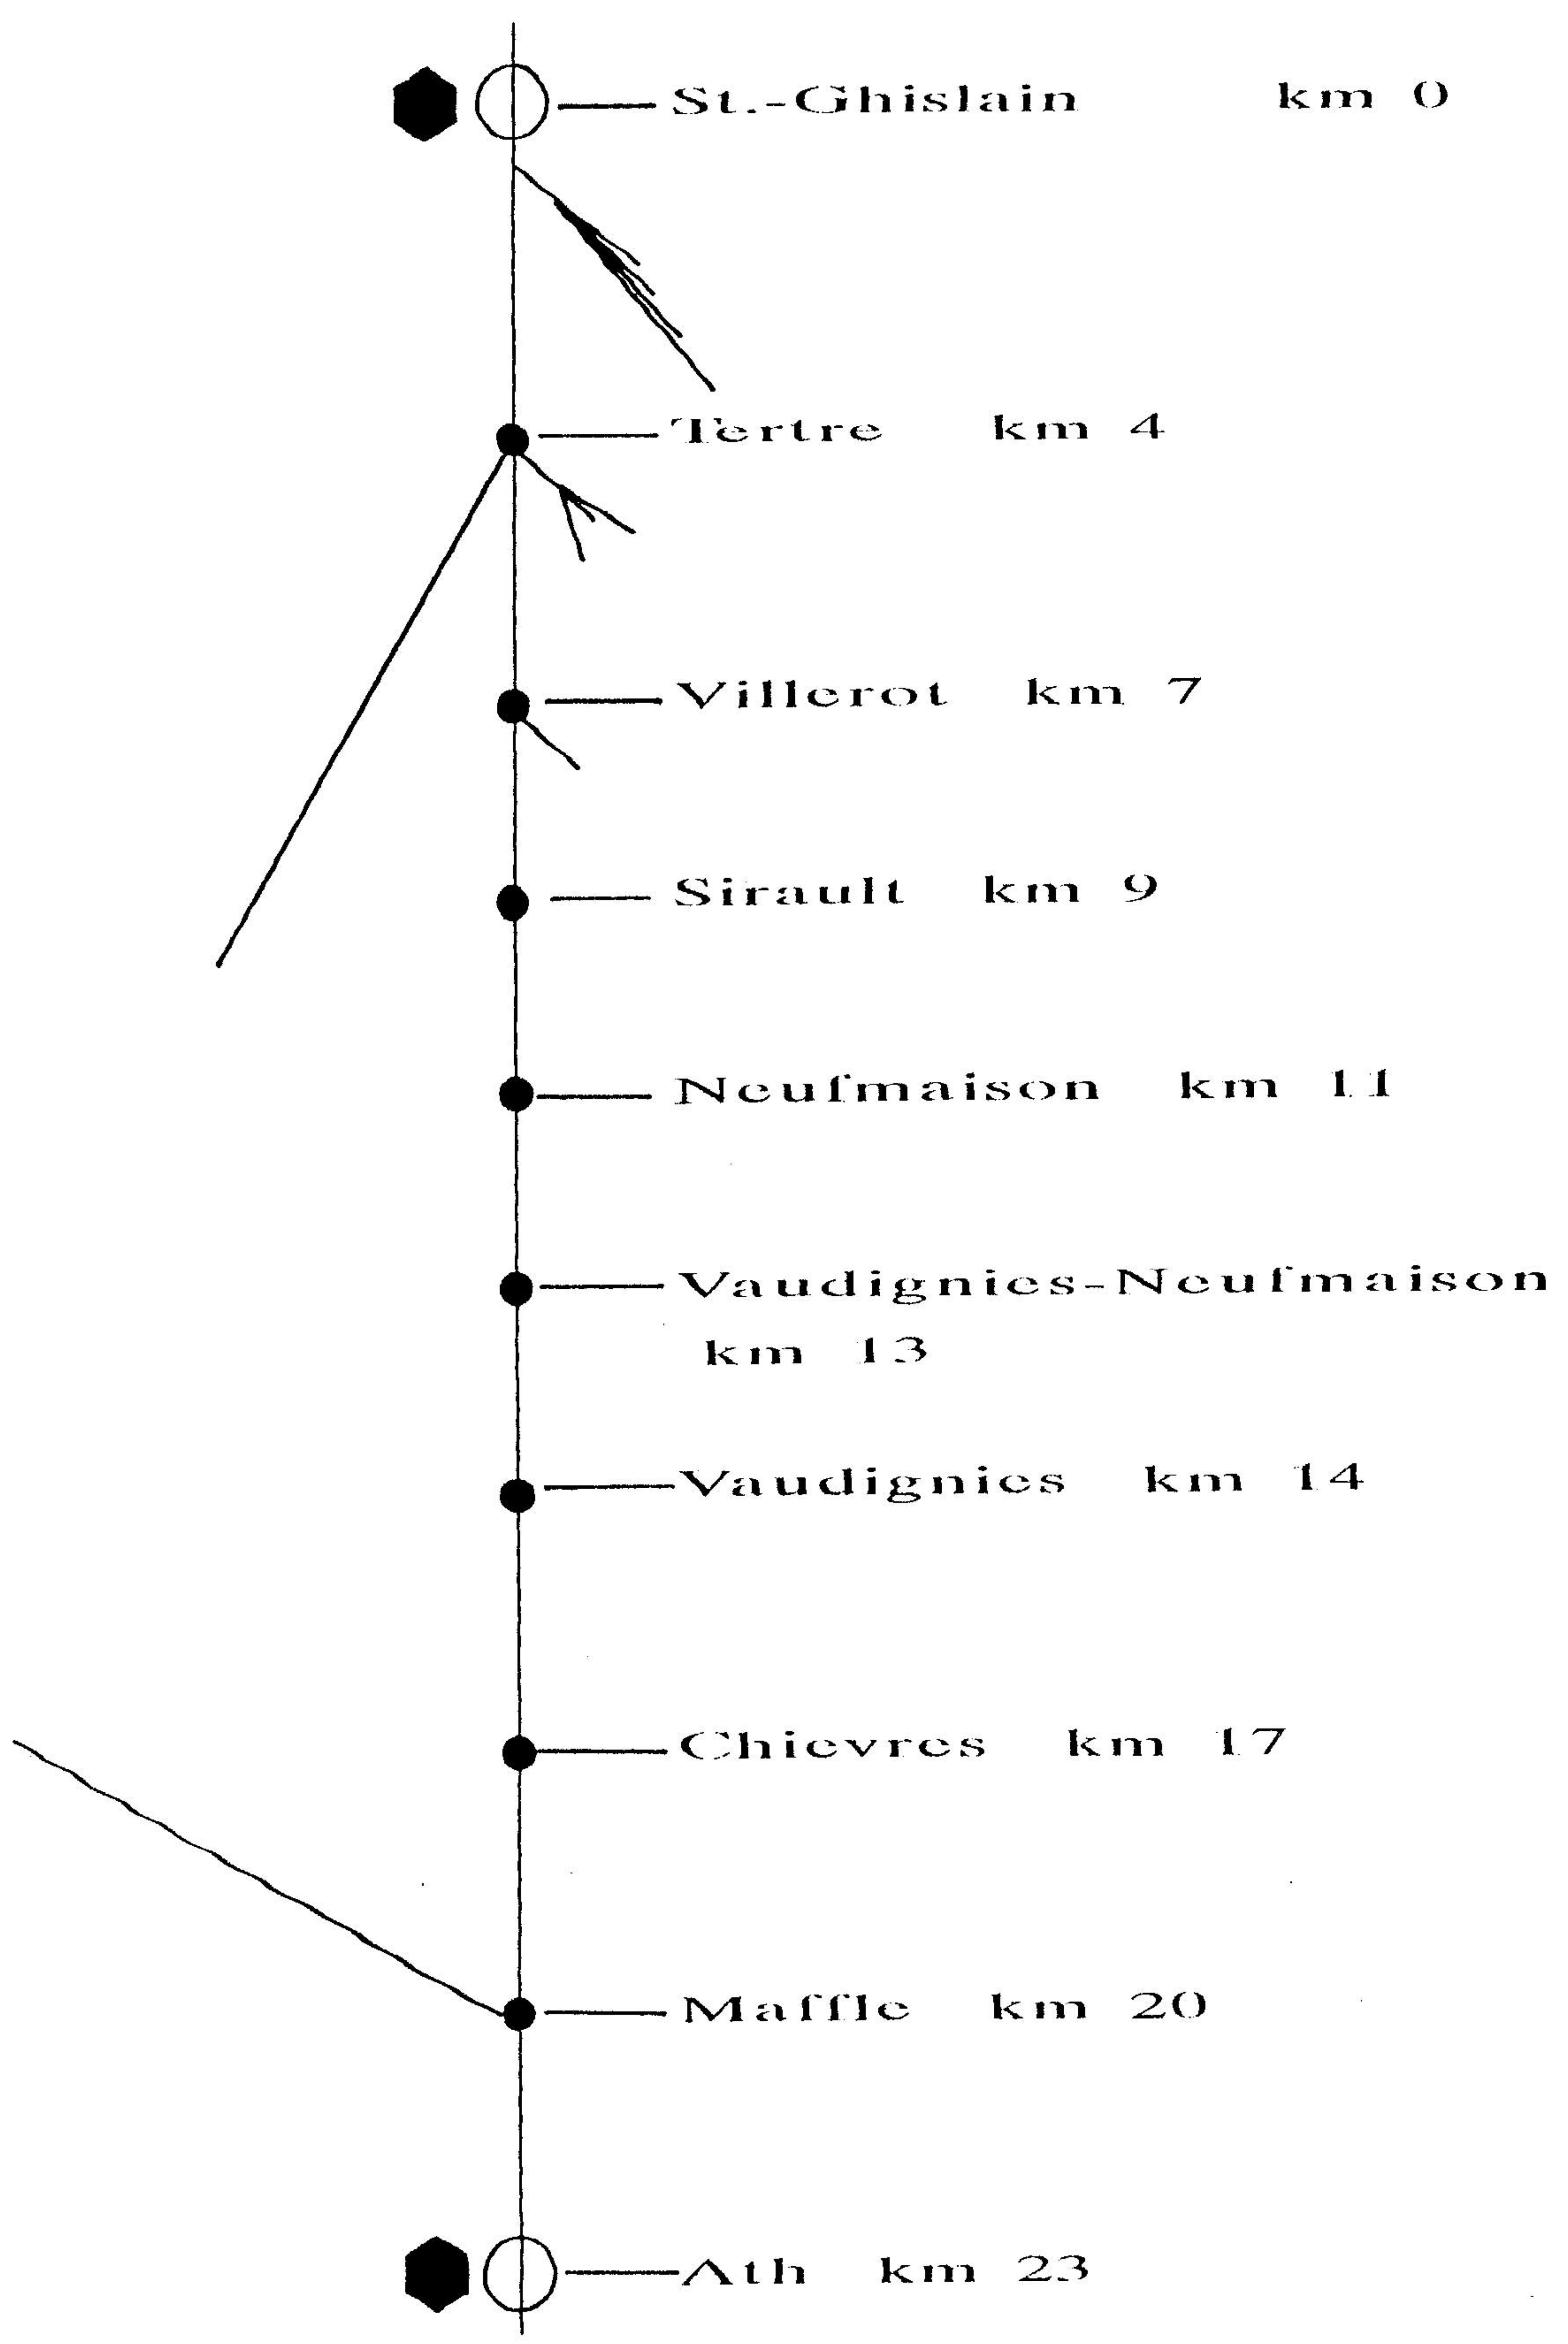 St.-Ghislain km 0
Tertre km 4
Villerot km 7
Sirault km 9
Neufmaison km 11
Vaudignies-Neufmaison
km 13
Vaudignies km 14
Chievres km 17
Maffle km 20
Ath km 23